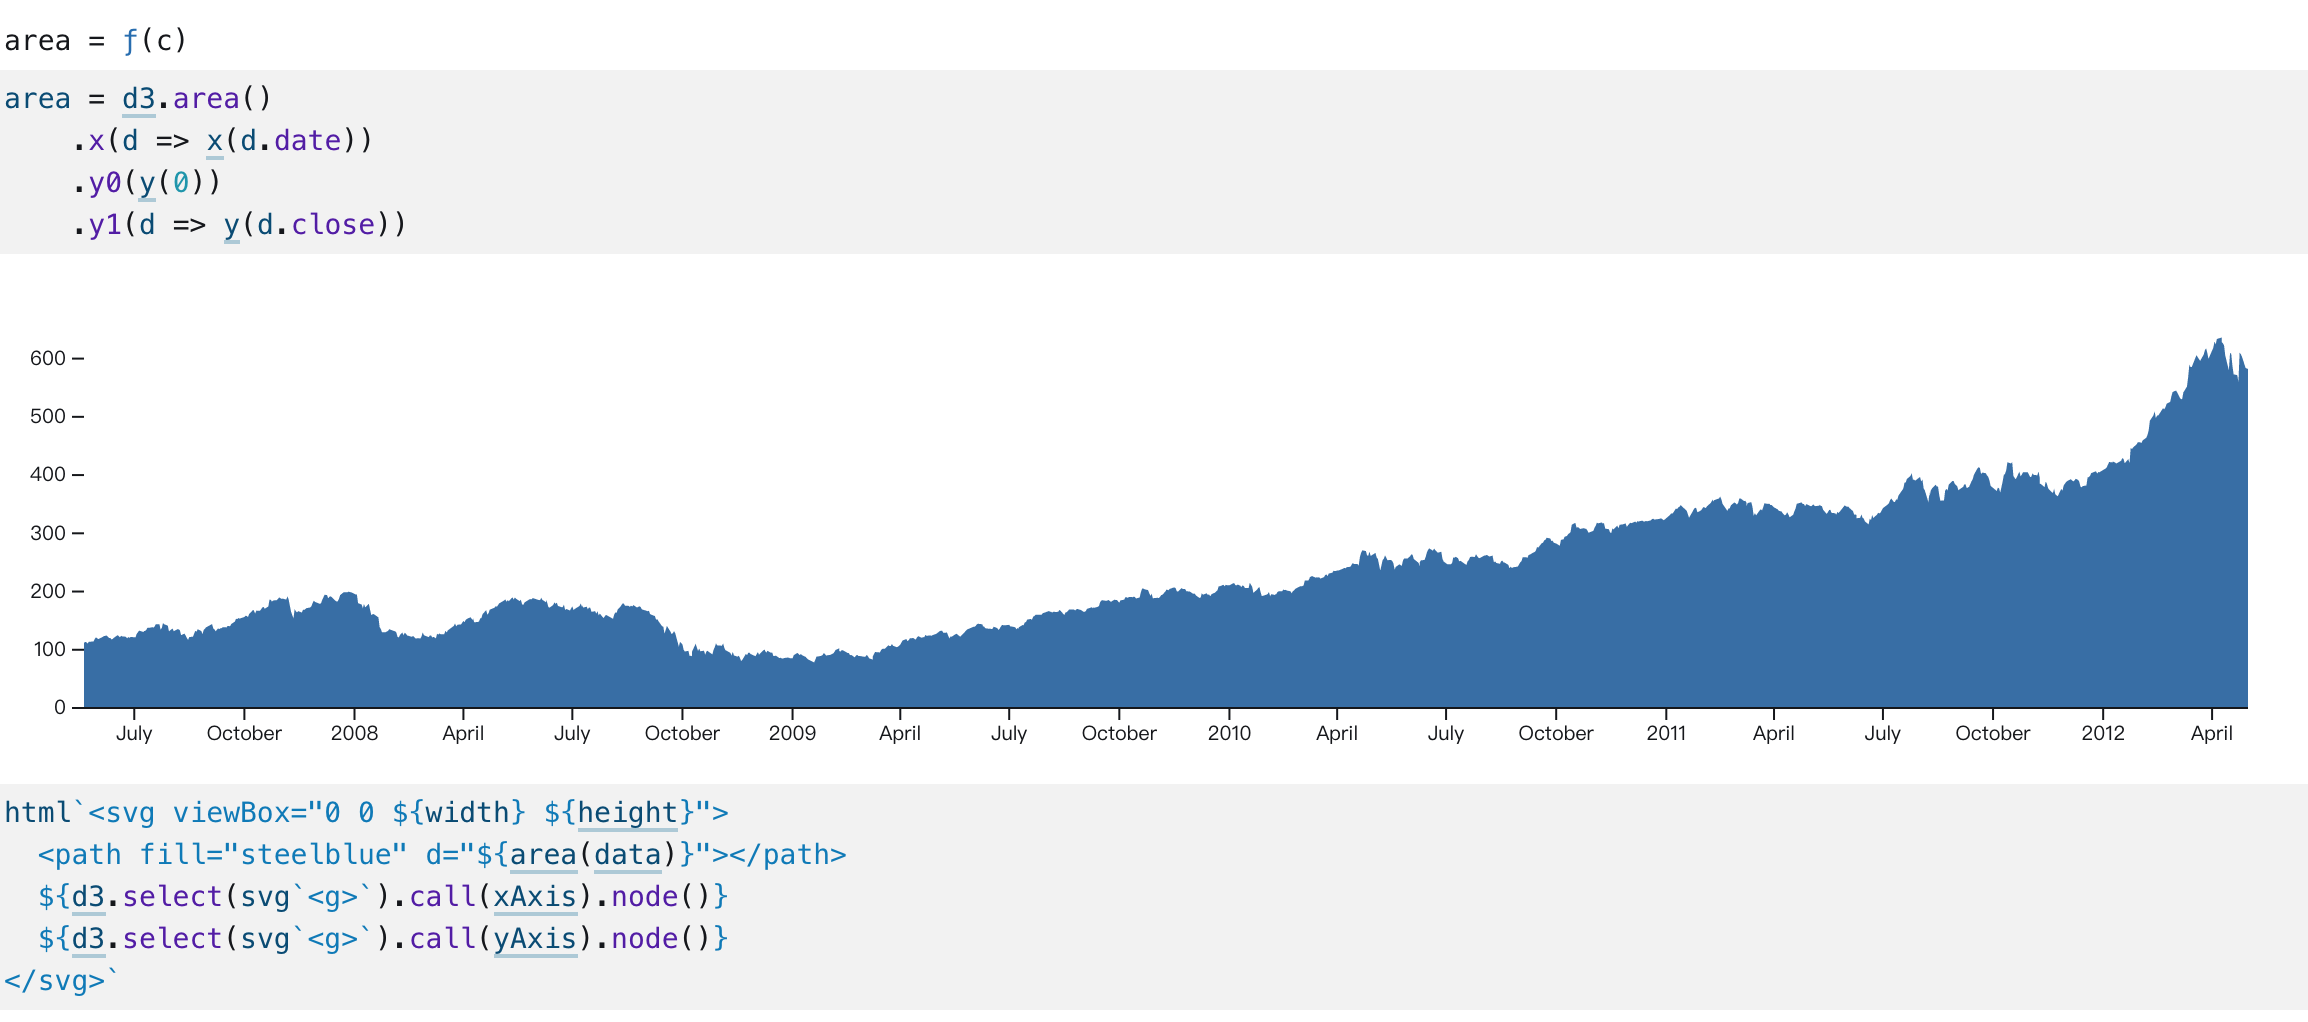 area = ƒ(c)
area = d3.area()
    .x(d => x(d.date))
    .y0(y(0))
    .y1(d => y(d.close))
600
500
400
300
200
100
0
July October 2008 April July October 2009 April July October 2010 April July October 2011 April July October 2012 April
html`<svg viewBox="0 0 ${width} ${height}">
  <path fill="steelblue" d="${area(data)}"></path>
  ${d3.select(svg`<g>`).call(xAxis).node()}
  ${d3.select(svg`<g>`).call(yAxis).node()}
</svg>`